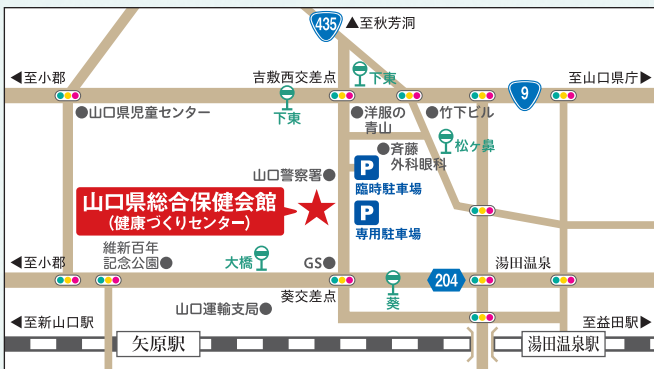 435
▲至秋芳洞
◀至小郡
吉敷西交差点
下東
至山口県庁▶
9
●山口県児童センター
下東
●洋服の
青山
●竹下ビル
松ヶ鼻
●斉藤
外科眼科
山口警察署●
P
臨時駐車場
山口県総合保健会館
(健康づくりセンター)
P
専用駐車場
維新百年
記念公園●
◀至小郡
大橋
GS●
湯田温泉
204
葵交差点
葵
山口運輸支局●
◀至新山口駅
至益田駅▶
矢原駅
湯田温泉駅